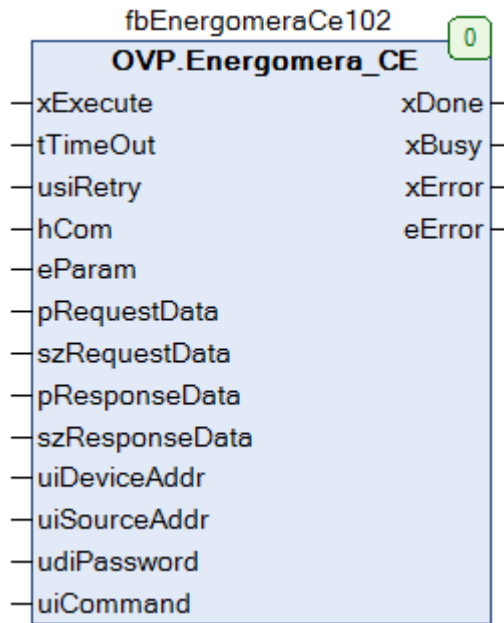 fbEnergomeraCe102
0
OVP.Energomera_CE
xExecute xDone
tTimeOut xBusy
usiRetry xError
hCom eError
eParam
pRequestData
szRequestData
pResponseData
szResponseData
uiDeviceAddr
uiSourceAddr
udiPassword
uiCommand